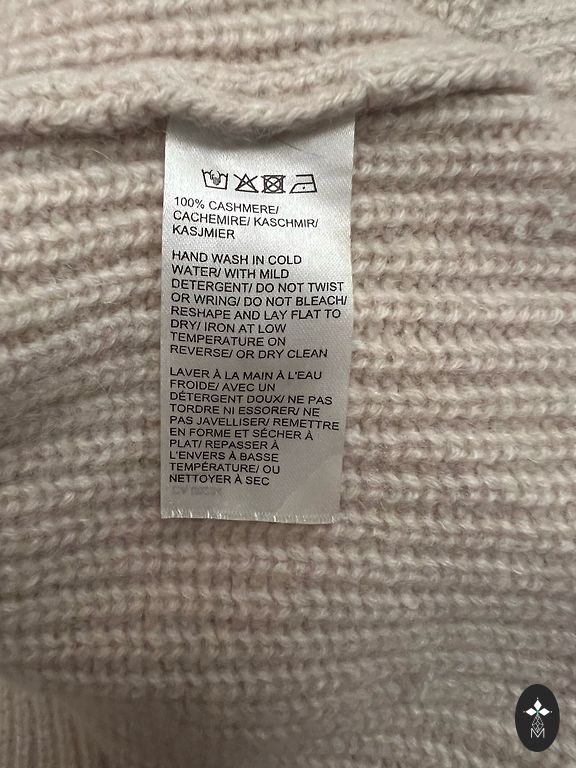 100% CASHMERE/
CACHEMIRE/ KASCHMIR/
KASJMIER
HAND WASH IN COLD
WATER/ WITH MILD
DETERGENT/ DO NOT TWIST
OR WRING/ DO NOT BLEACH/
RESHAPE AND LAY FLAT TO
DRY/ IRON AT LOW
TEMPERATURE ON
REVERSE/ OR DRY CLEAN
LAVER À LA MAIN À L'EAU
FROIDE/ AVEC UN
DÉTERGENT DOUX/ NE PAS
TORDRE NI ESSORER/ NE
PAS JAVELLISER/ REMETTRE
EN FORME ET SÉCHER À
PLAT/ REPASSER À
L'ENVERS À BASSE
TEMPÉRATURE/ OU
NETTOYER À SEC
M